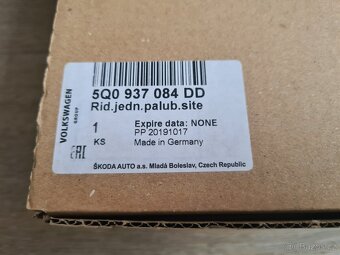 5Q0 937 084 DD
Rid.jedn.palub.site
1
Expire data: NONE
PP 20191017
KS
Made in Germany
ŠKODA AUTO a.s. Mladá Boleslav, Czech Republic
VOLKSWAGEN
GROUP
EAC